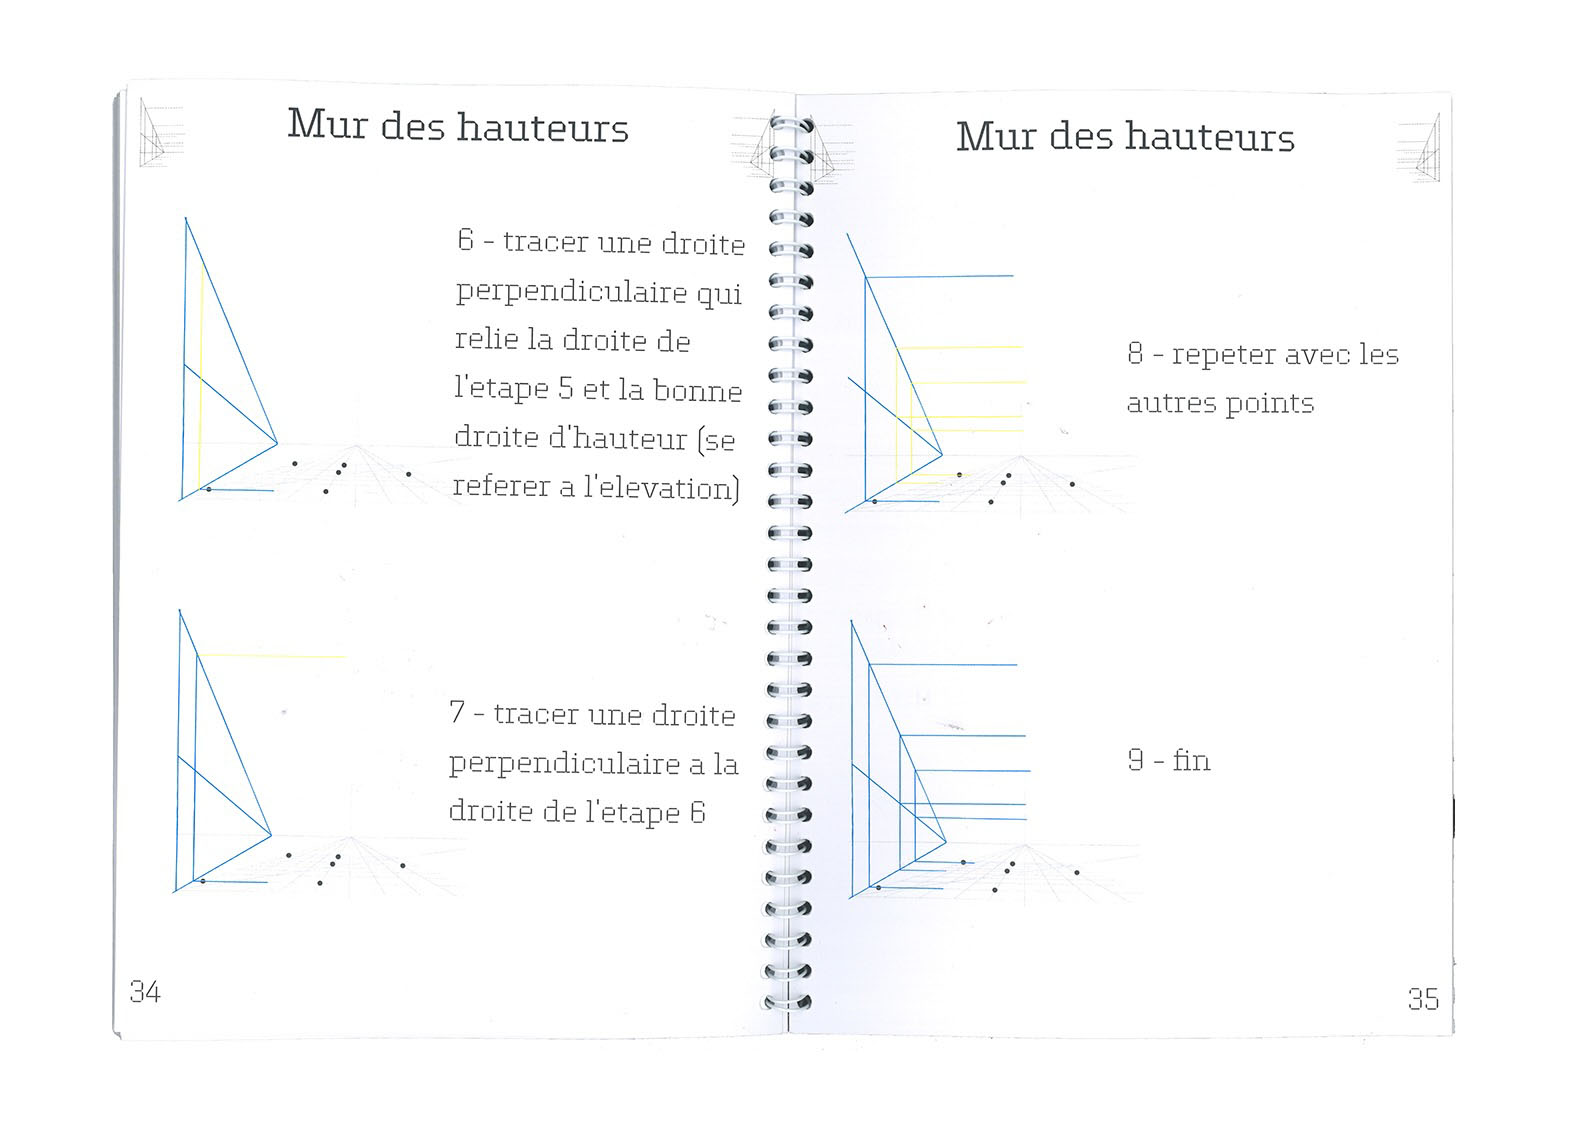 Mur des hauteurs
6 - tracer une droite
perpendiculaire qui
relie la droite de
l'etape 5 et la bonne
droite d'hauteur (se
referer a l'elevation)
7 - tracer une droite
perpendiculaire a la
droite de l'etape 6
34
Mur des hauteurs
8 - repeter avec les
autres points
9 - fin
35